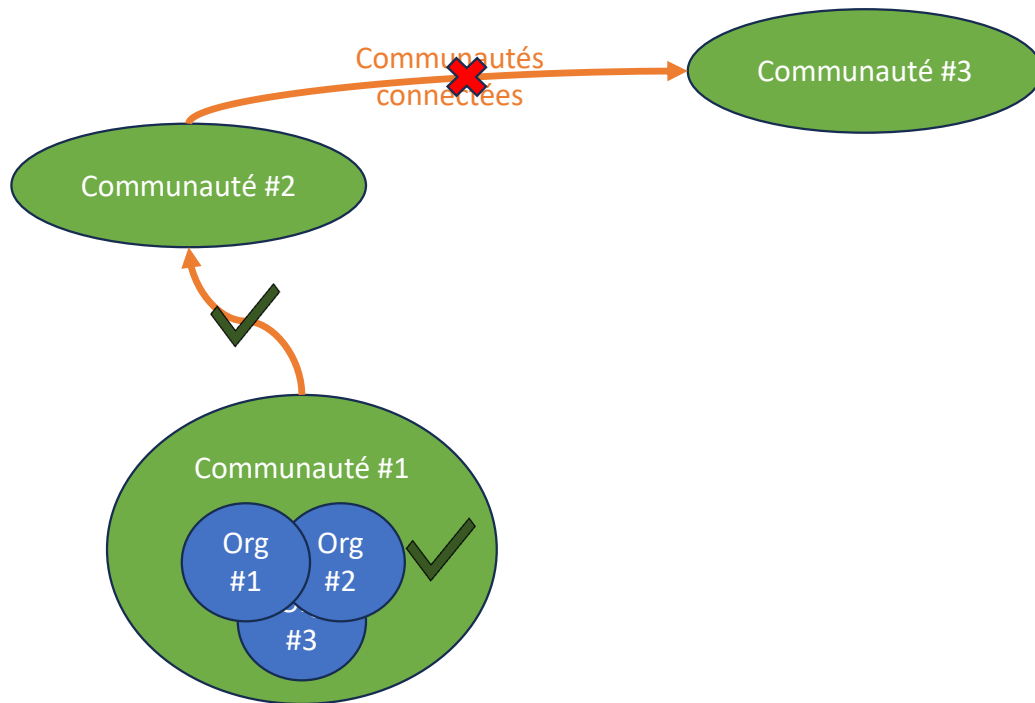 Communautés
connectées
Communauté #3
Communauté #2
Communauté #1
Org
#1
Org
#2
#3